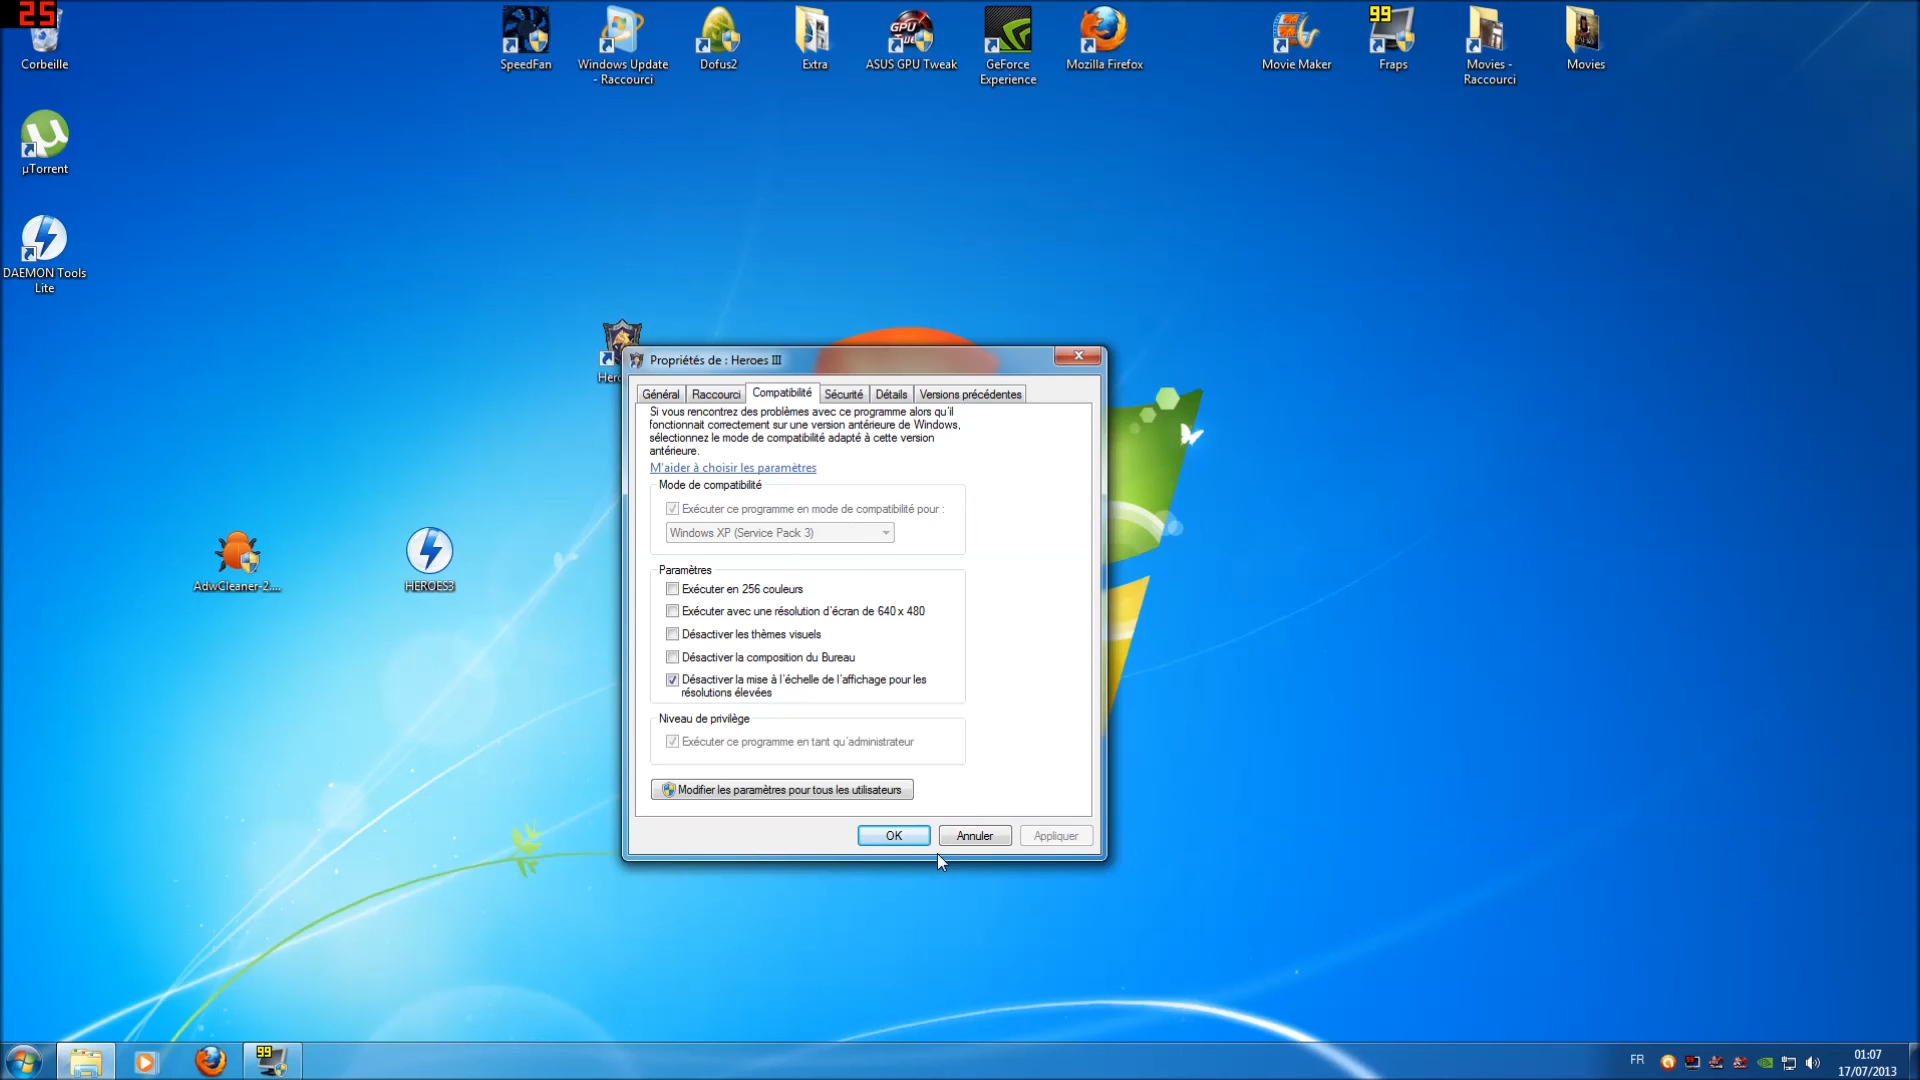 25
Corbeille
SpeedFan
Windows Update
- Raccourci
Dofus2
Extra
ASUS GPU Tweak
GeForce
Experience
Mozilla Firefox
Movie Maker
99
Fraps
Movies -
Raccourci
Movies
µTorrent
DAEMON Tools
Lite
AdwCleaner-2....
HEROES3
Propriétés de : Heroes III
Général
Raccourci
Compatibilité
Sécurité
Détails
Versions précédentes
Si vous rencontrez des problèmes avec ce programme alors qu'il
fonctionnait correctement sur une version antérieure de Windows,
sélectionnez le mode de compatibilité adapté à cette version
antérieure.
M'aider à choisir les paramètres
Mode de compatibilité
Exécuter ce programme en mode de compatibilité pour :
Windows XP (Service Pack 3)
Paramètres
Exécuter en 256 couleurs
Exécuter avec une résolution d'écran de 640 x 480
Désactiver les thèmes visuels
Désactiver la composition du Bureau
Désactiver la mise à l'échelle de l'affichage pour les
résolutions élevées
Niveau de privilège
Exécuter ce programme en tant qu'administrateur
Modifier les paramètres pour tous les utilisateurs
OK
Annuler
Appliquer
99
FR
01:07
17/07/2013